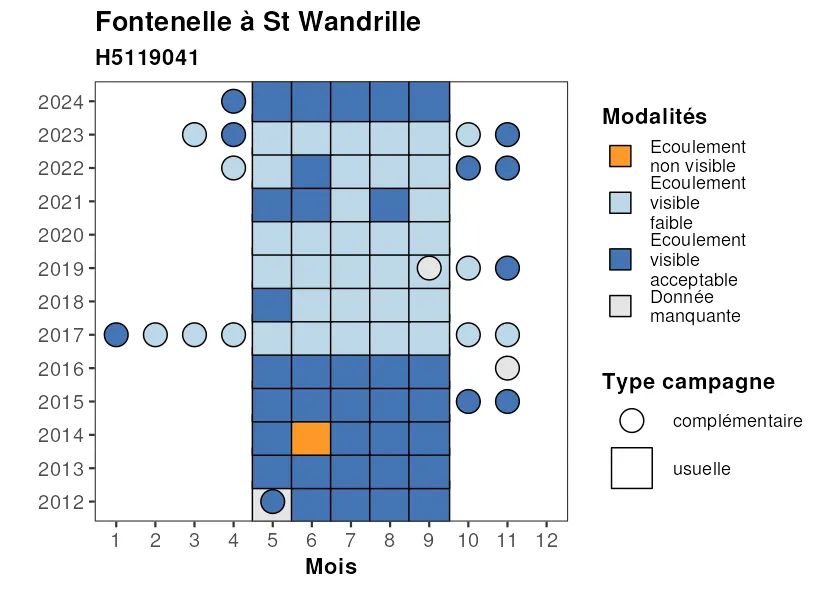 Fontenelle à St Wandrille
H5119041
2024
2023
2022
2021
2020
2019
2018
2017
2016
2015
2014
2013
2012
1 2 3 4 5 6 7 8 9 10 11 12
Mois
Modalités
Ecoulement
non visible
Ecoulement
visible
faible
Ecoulement
visible
acceptable
Donnée
manquante
Type campagne
complémentaire
usuelle